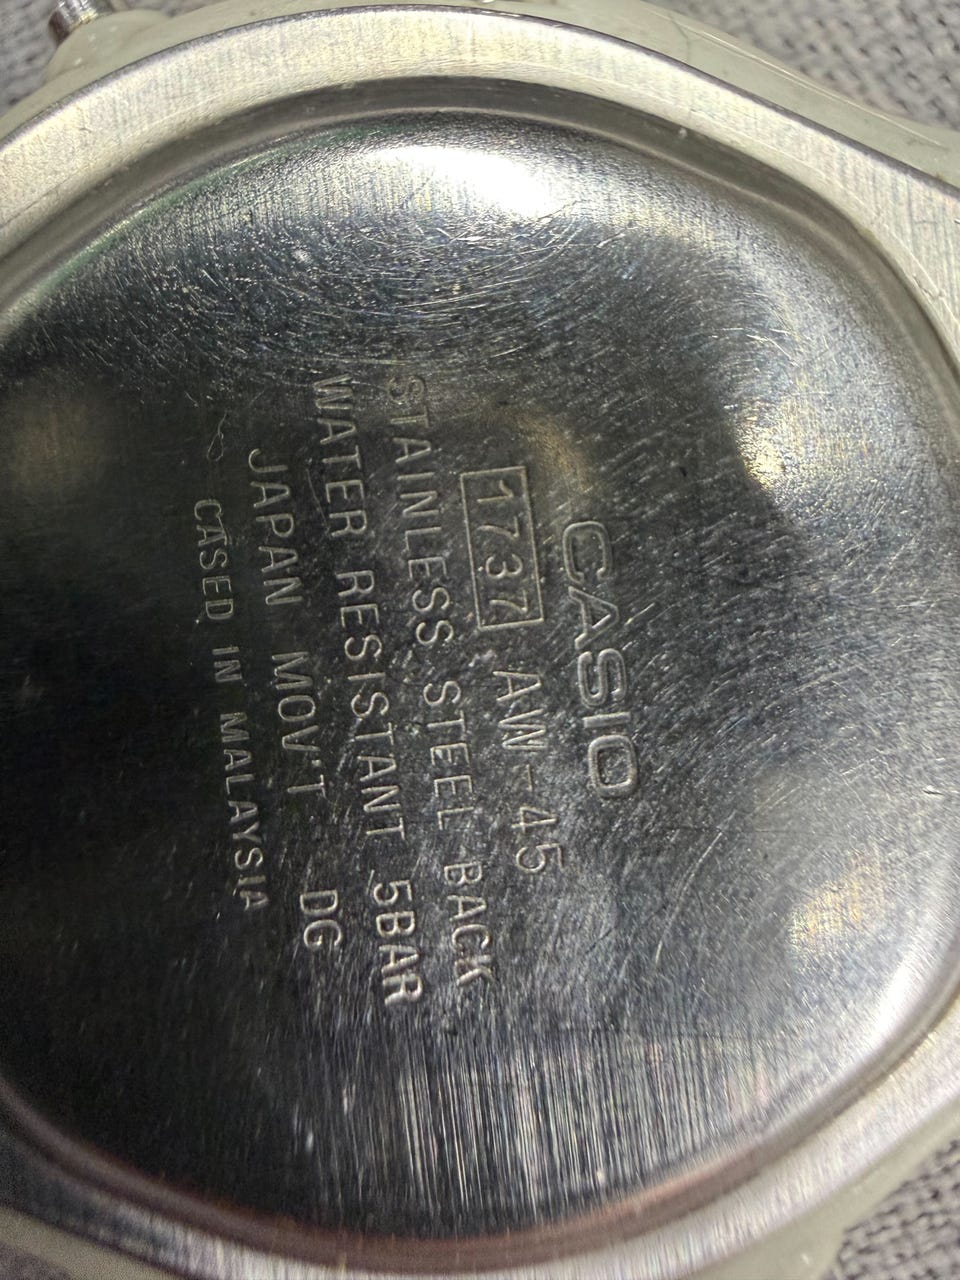 CASIO
1737 AW-45
STAINLESS STEEL BACK
WATER RESISTANT 5BAR
JAPAN MOV'T DG
CASED IN MALAYSIA